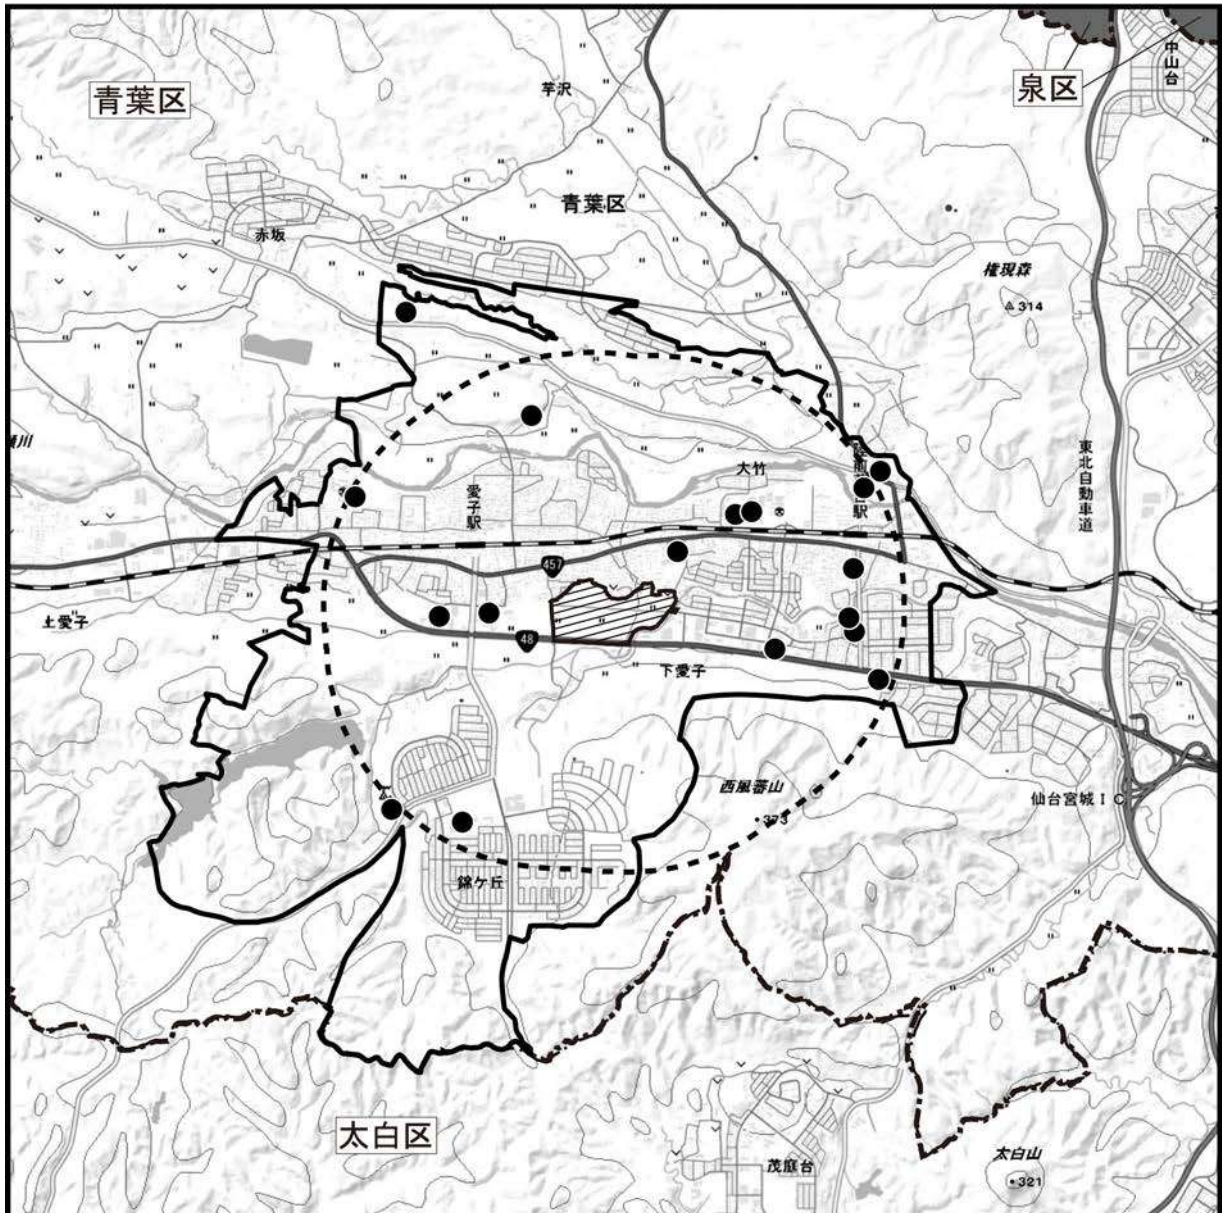 青葉区
芋沢
泉区
中山台
青葉区
赤坂
権現森
314
東北自動車道
大竹
愛子駅
457
上愛子
48
下愛子
西風蕃山
373
仙台宮城IC
錦ケ丘
太白区
茂庭台
太白山
321